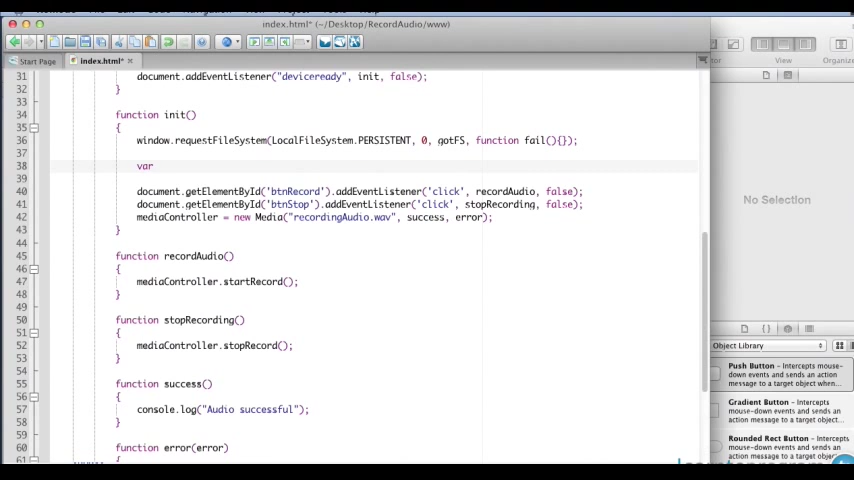 index.html* (~/Desktop/RecordAudio/www)
Start Page
index.html*
View
Organize
31 document.addEventListener("deviceready", init, false);
32 }
33
34 function init()
35 {
36 window.requestFileSystem(LocalFileSystem.PERSISTENT, 0, gotFS, function fail(){});
37
38 var
39
40 document.getElementById('btnRecord').addEventListener('click', recordAudio, false);
41 document.getElementById('btnStop').addEventListener('click', stopRecording, false);
42 mediaController = new Media("recordingAudio.wav", success, error);
43 }
44
45 function recordAudio()
46 {
47 mediaController.startRecord();
48 }
49
50 function stopRecording()
51 {
52 mediaController.stopRecord();
53 }
54
55 function success()
56 {
57 console.log("Audio successful");
58 }
59
60 function error(error)
61 {
No Selection
Object Library
Push Button – Intercepts mouse-
down events and sends an action
message to a target object when...
Gradient Button – Intercepts
mouse-down events and sends an
action message to a target object...
Rounded Rect Button – Intercepts
mouse-down events and sends an
action message to a target object...